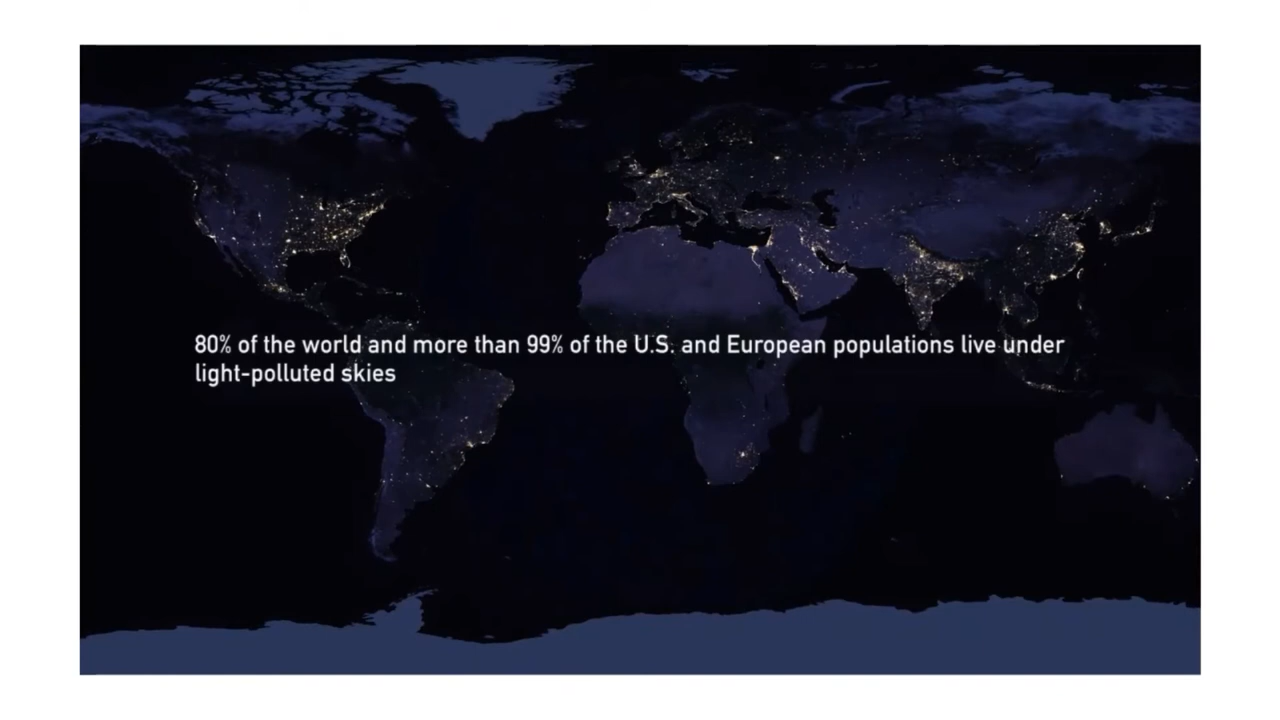 80% of the world and more than 99% of the U.S. and European populations live under
light-polluted skies